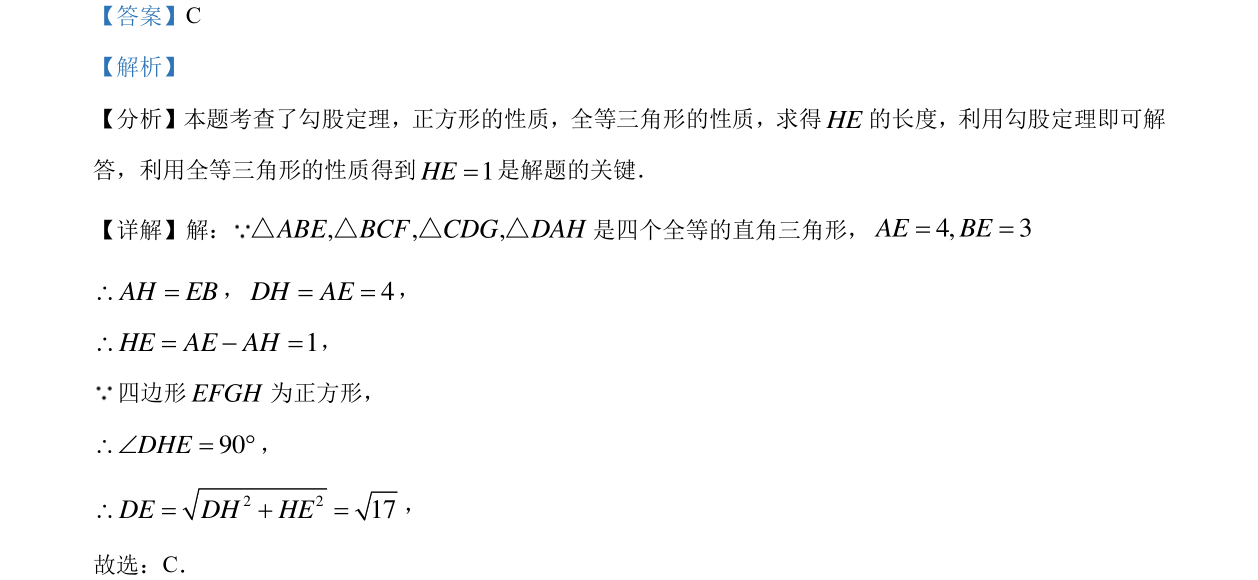 【答案】C
【解析】
【分析】本题考查了勾股定理，正方形的性质，全等三角形的性质，求得HE的长度，利用勾股定理即可解
答，利用全等三角形的性质得到HE=1是解题的关键．
【详解】解：∵△ABE,△BCF,△CDG,△DAH是四个全等的直角三角形，AE=4,BE=3
∴AH=EB，DH=AE=4，
∴HE=AE−AH=1，
∵四边形EFGH为正方形，
∴∠DHE=90°，
∴DE=√(DH²+HE²)=√17，
故选：C．